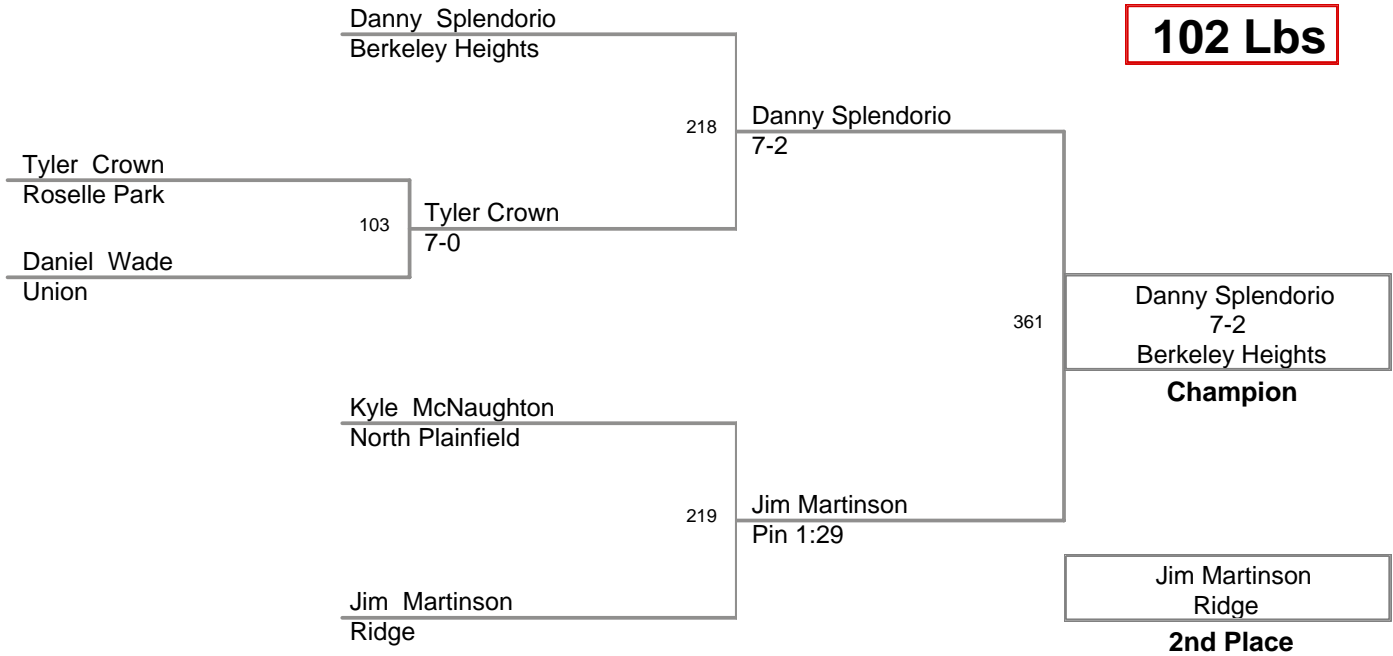 Danny  Splendorio
Berkeley Heights
102 Lbs
218
Danny Splendorio
7-2
Tyler  Crown
Roselle Park
103
Tyler Crown
7-0
Daniel  Wade
Union
361
Danny Splendorio
7-2
Berkeley Heights
Champion
Kyle  McNaughton
North Plainfield
219
Jim Martinson
Pin 1:29
Jim  Martinson
Ridge
Jim Martinson
Ridge
2nd Place